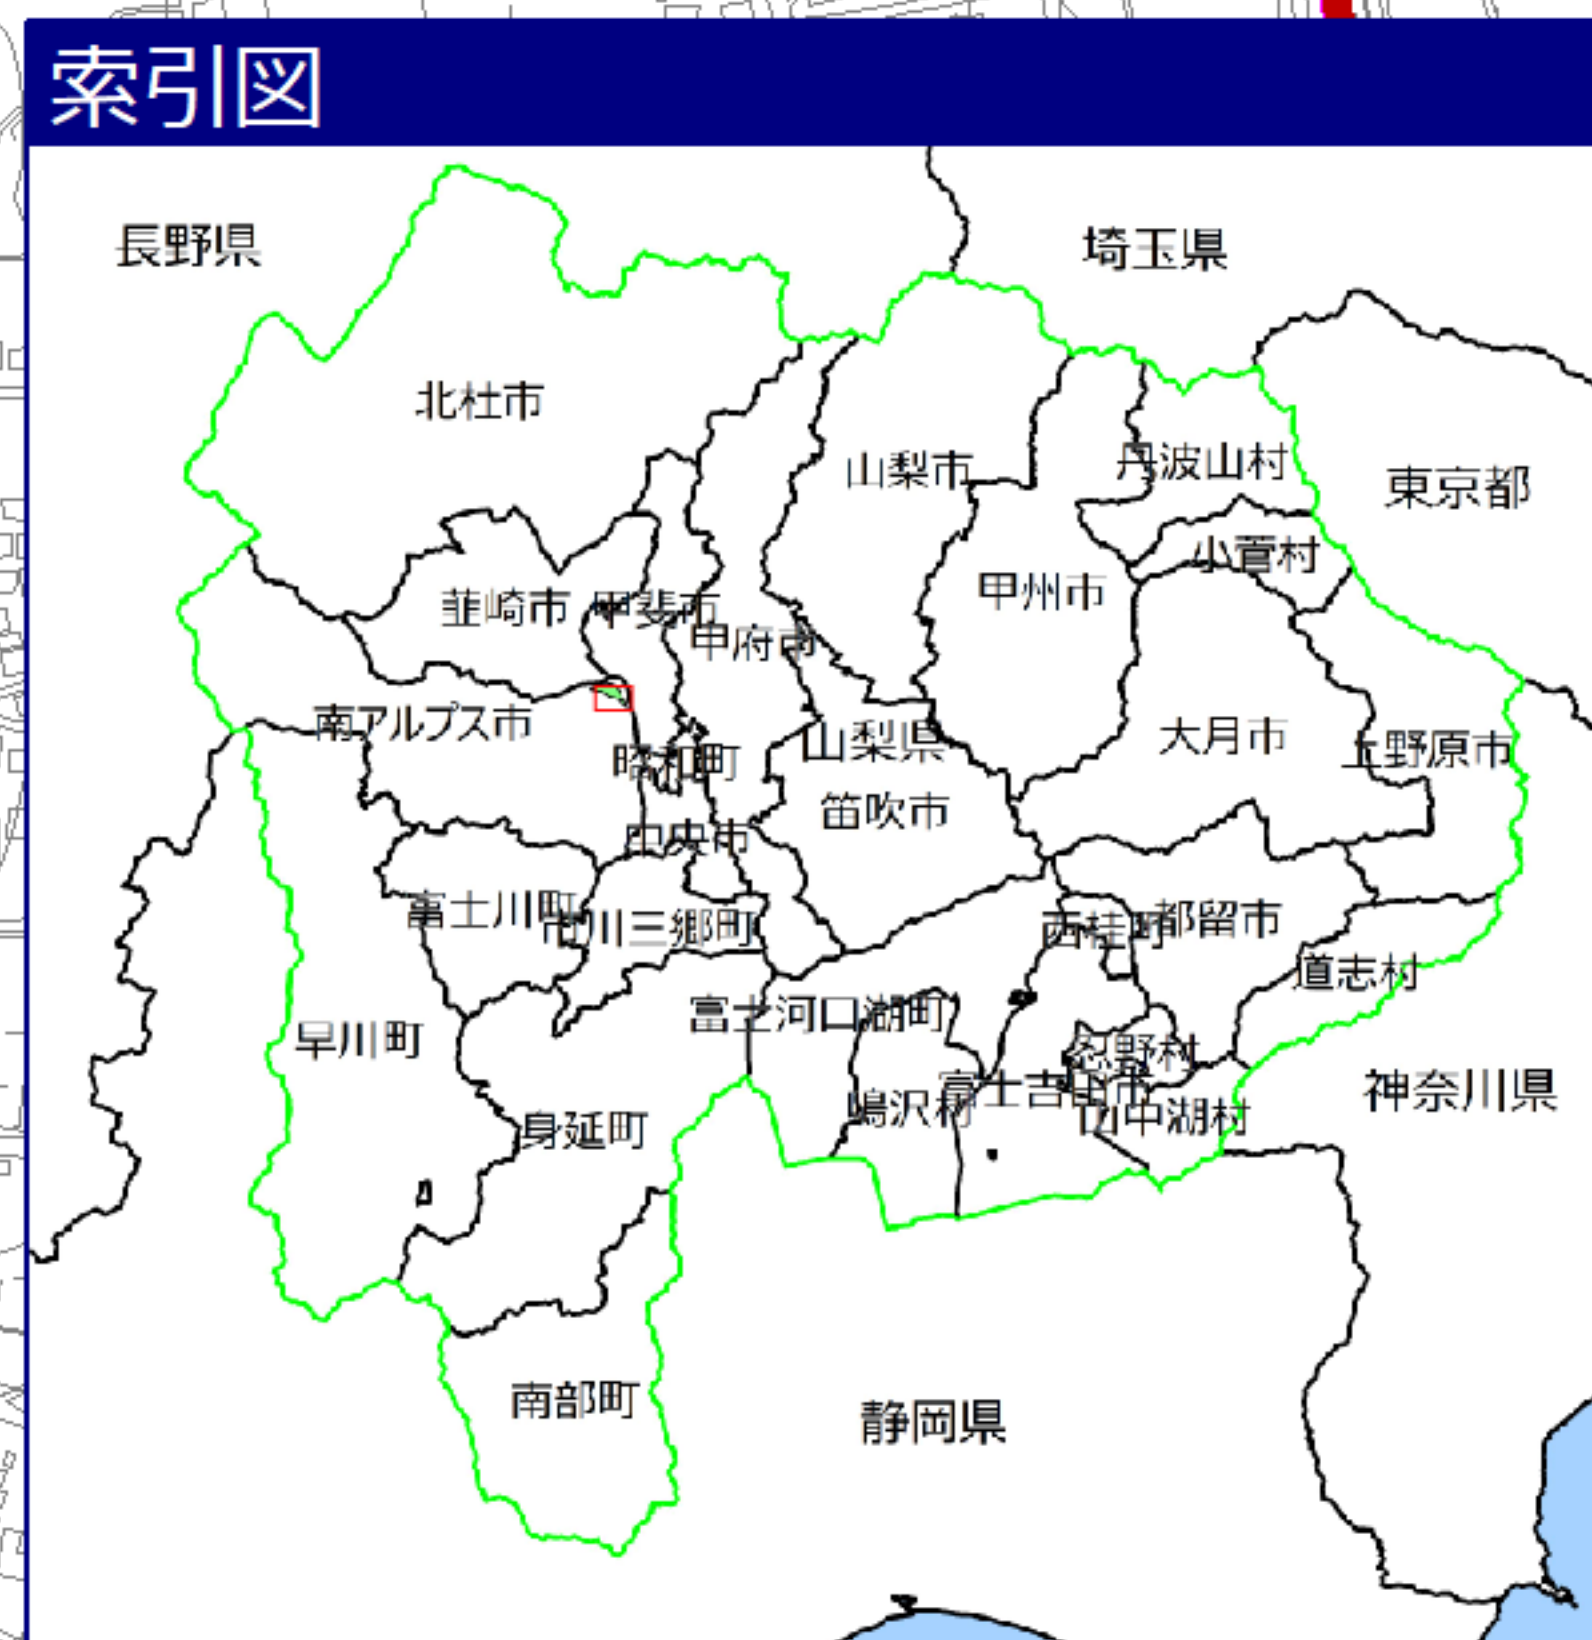 索引図
長野県
埼玉県
北杜市
山梨市
丹波山村
東京都
小菅村
甲州市
韮崎市
甲斐市
甲府市
南アルプス市
山梨県
大月市
上野原市
昭和町
笛吹市
中央市
富士川町
市川三郷町
西桂町
都留市
道志村
富士河口湖町
早川町
忍野村
富士吉田市
神奈川県
鳴沢村
山中湖村
身延町
南部町
静岡県